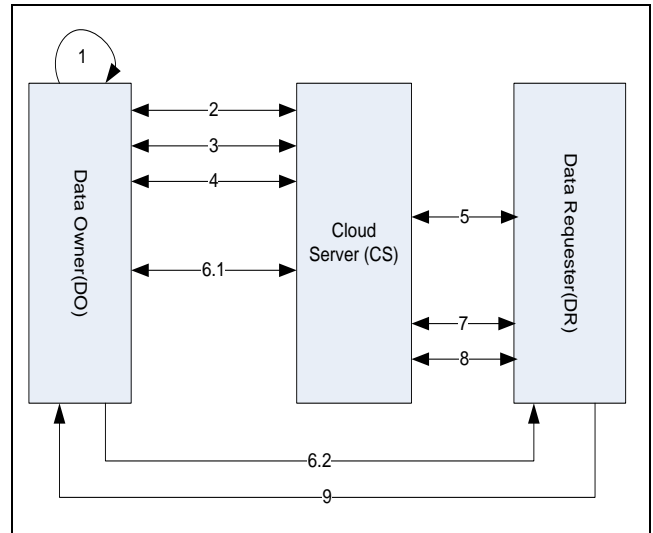 1
2
3
4
5
6.1
7
8
6.2
9
Data Owner(DO)
Cloud
Server (CS)
Data Requester(DR)